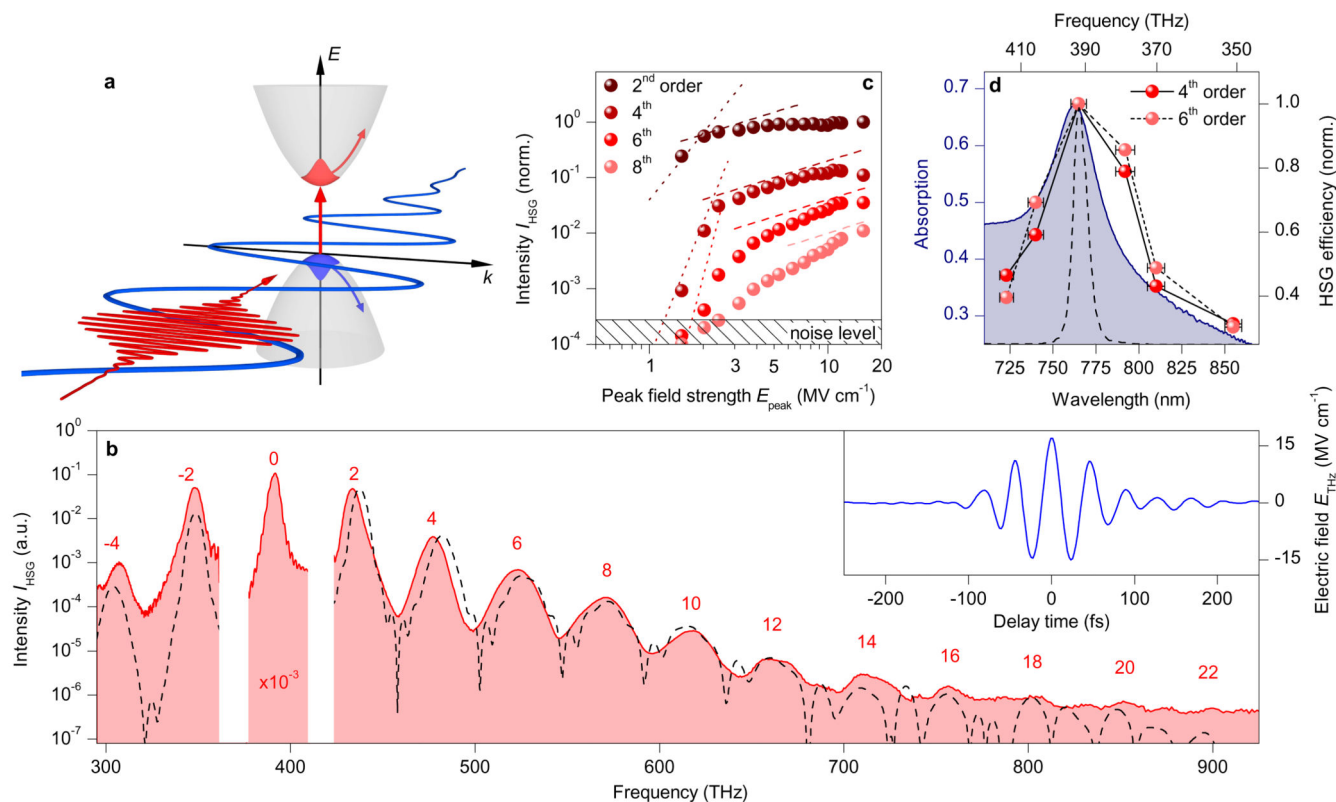 a
E
k
c
2nd order
4th
6th
8th
10^0
10^-1
10^-2
10^-3
10^-4
Intensity I_HSG (norm.)
noise level
1
3
5
10
20
Peak field strength E_peak (MV cm^-1)
Frequency (THz)
410
390
370
350
d
4th order
6th order
0.7
0.6
0.5
0.4
0.3
Absorption
1.0
0.8
0.6
0.4
HSG efficiency (norm.)
725
750
775
800
825
850
Wavelength (nm)
b
10^0
10^-1
10^-2
10^-3
10^-4
10^-5
10^-6
10^-7
Intensity I_HSG (a.u.)
-4
-2
0
2
4
6
8
10
12
14
16
18
20
22
x10^-3
300
400
500
600
700
800
900
Frequency (THz)
15
0
-15
Electric field E_THz (MV cm^-1)
-200
-100
0
100
200
Delay time (fs)